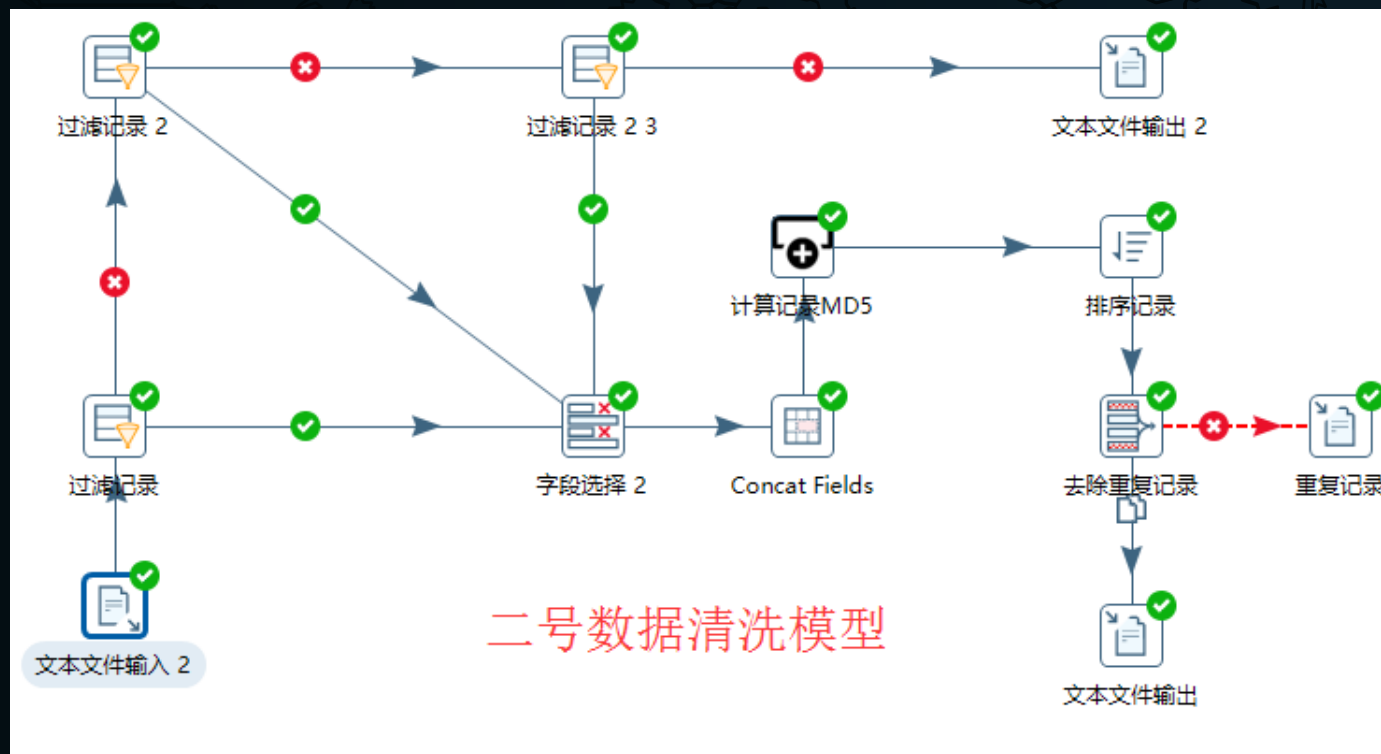 过滤记录 2
过滤记录 2 3
文本文件输出 2
计算记录MD5
排序记录
过滤记录
字段选择 2
Concat Fields
去除重复记录
重复记录
二号数据清洗模型
文本文件输入 2
文本文件输出